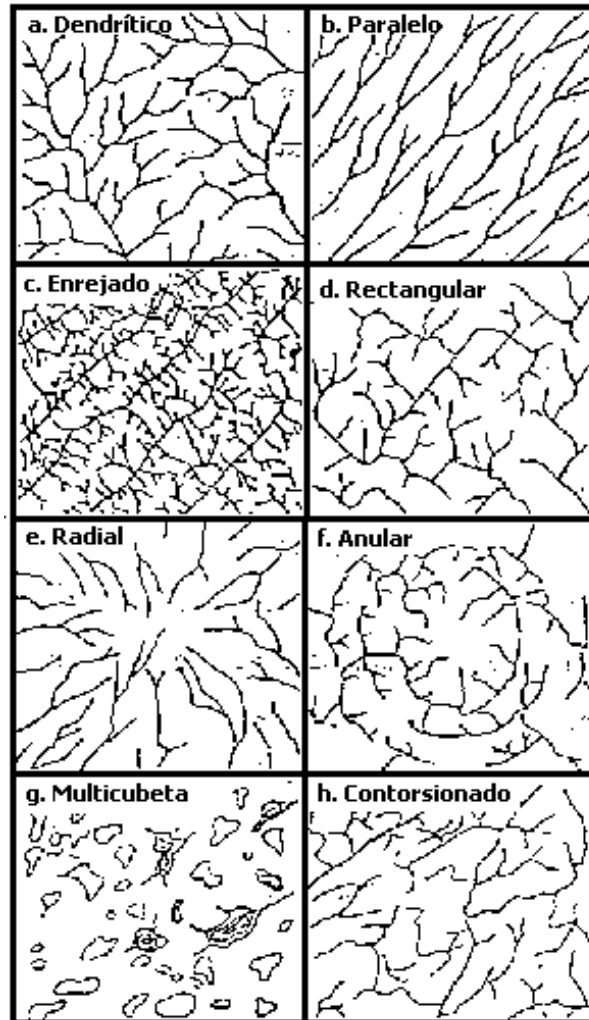 a. Dendrítico
b. Paralelo
c. Enrejado
d. Rectangular
e. Radial
f. Anular
g. Multicubeta
h. Contorsionado